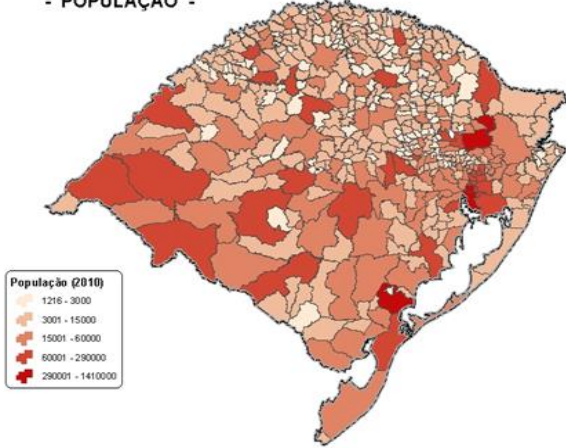 - POPULAÇÃO -
População (2010)
1216 - 3000
3001 - 15000
15001 - 60000
60001 - 290000
290001 - 1410000